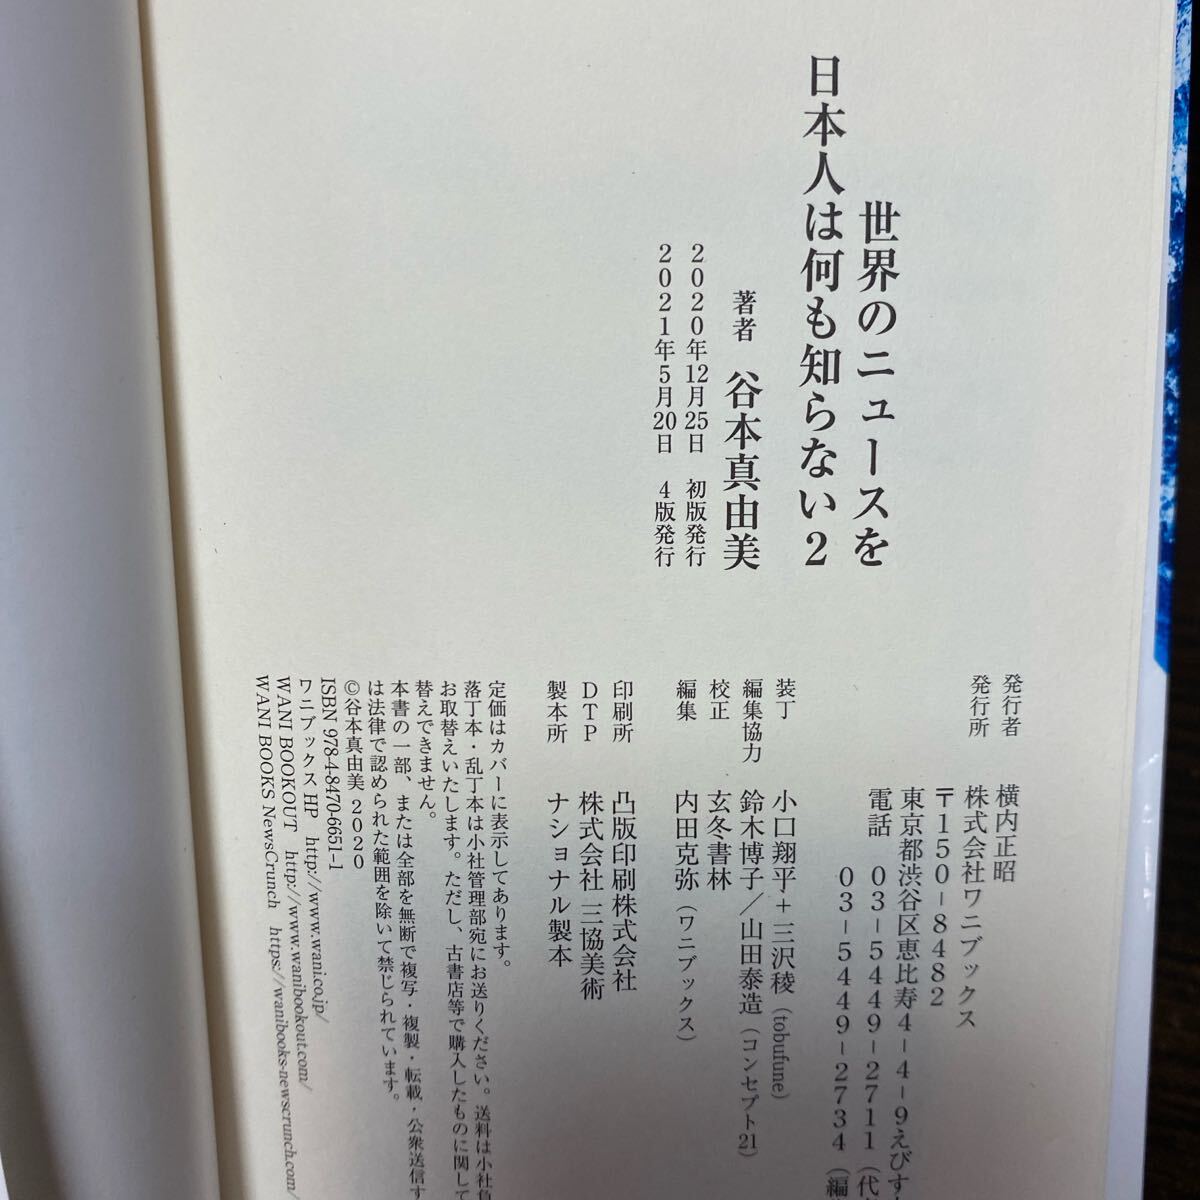 世界のニュースを
日本人は何も知らない2
著者 谷本真由美
2020年12月25日 初版発行
2021年5月20日 4版発行
発行者 横内正昭
発行所 株式会社ワニブックス
〒150-8482
東京都渋谷区恵比寿4-4-9えびす
電話 03-5449-2711(代
03-5449-2734(編
装丁 小口翔平+三沢稜(tobufune)
編集協力 鈴木博子/山田泰造(コンセプト21)
校正 玄冬書林
編集 内田克弥(ワニブックス)
印刷所 凸版印刷株式会社
DTP 株式会社 三協美術
製本所 ナショナル製本
定価はカバーに表示してあります。
落丁本・乱丁本は小社管理部宛にお送りください。送料は小社負
お取替えいたします。ただし、古書店等で購入したものに関して
替えできません。
本書の一部、または全部を無断で複写・複製・転載・公衆送信す
は法律で認められた範囲を除いて禁じられています。
©谷本真由美 2020
ISBN 978-4-8470-6651-1
ワニブックス HP http://www.wani.co.jp/
WANI BOOKOUT http://www.wanibookout.com/
WANI BOOKS NewsCrunch https://wanibooks-newscrunch.com/